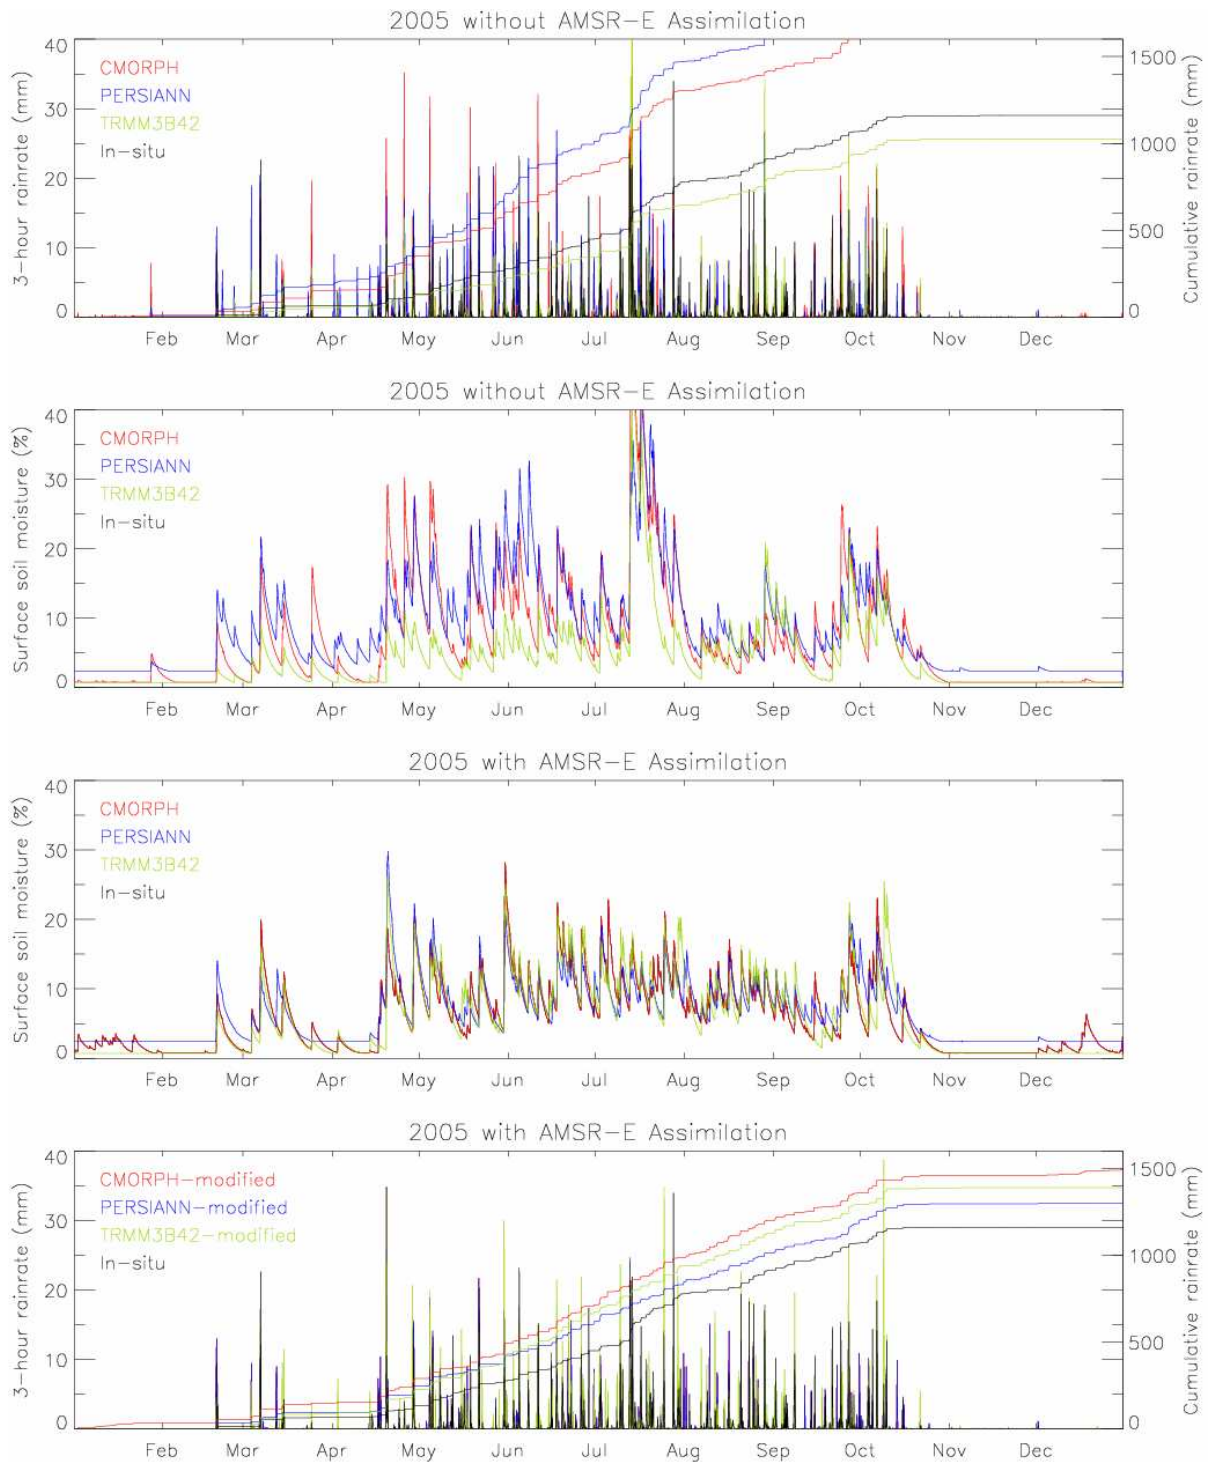 2005 without AMSR-E Assimilation
40
30
20
10
0
3-hour rainrate (mm)
CMORPH
PERSIANN
TRMM3B42
In-situ
1500
1000
500
0
Cumulative rainrate (mm)
Feb Mar Apr May Jun Jul Aug Sep Oct Nov Dec
2005 without AMSR-E Assimilation
40
30
20
10
0
Surface soil moisture (%)
CMORPH
PERSIANN
TRMM3B42
In-situ
Feb Mar Apr May Jun Jul Aug Sep Oct Nov Dec
2005 with AMSR-E Assimilation
40
30
20
10
0
Surface soil moisture (%)
CMORPH
PERSIANN
TRMM3B42
In-situ
Feb Mar Apr May Jun Jul Aug Sep Oct Nov Dec
2005 with AMSR-E Assimilation
40
30
20
10
0
3-hour rainrate (mm)
CMORPH-modified
PERSIANN-modified
TRMM3B42-modified
In-situ
1500
1000
500
0
Cumulative rainrate (mm)
Feb Mar Apr May Jun Jul Aug Sep Oct Nov Dec